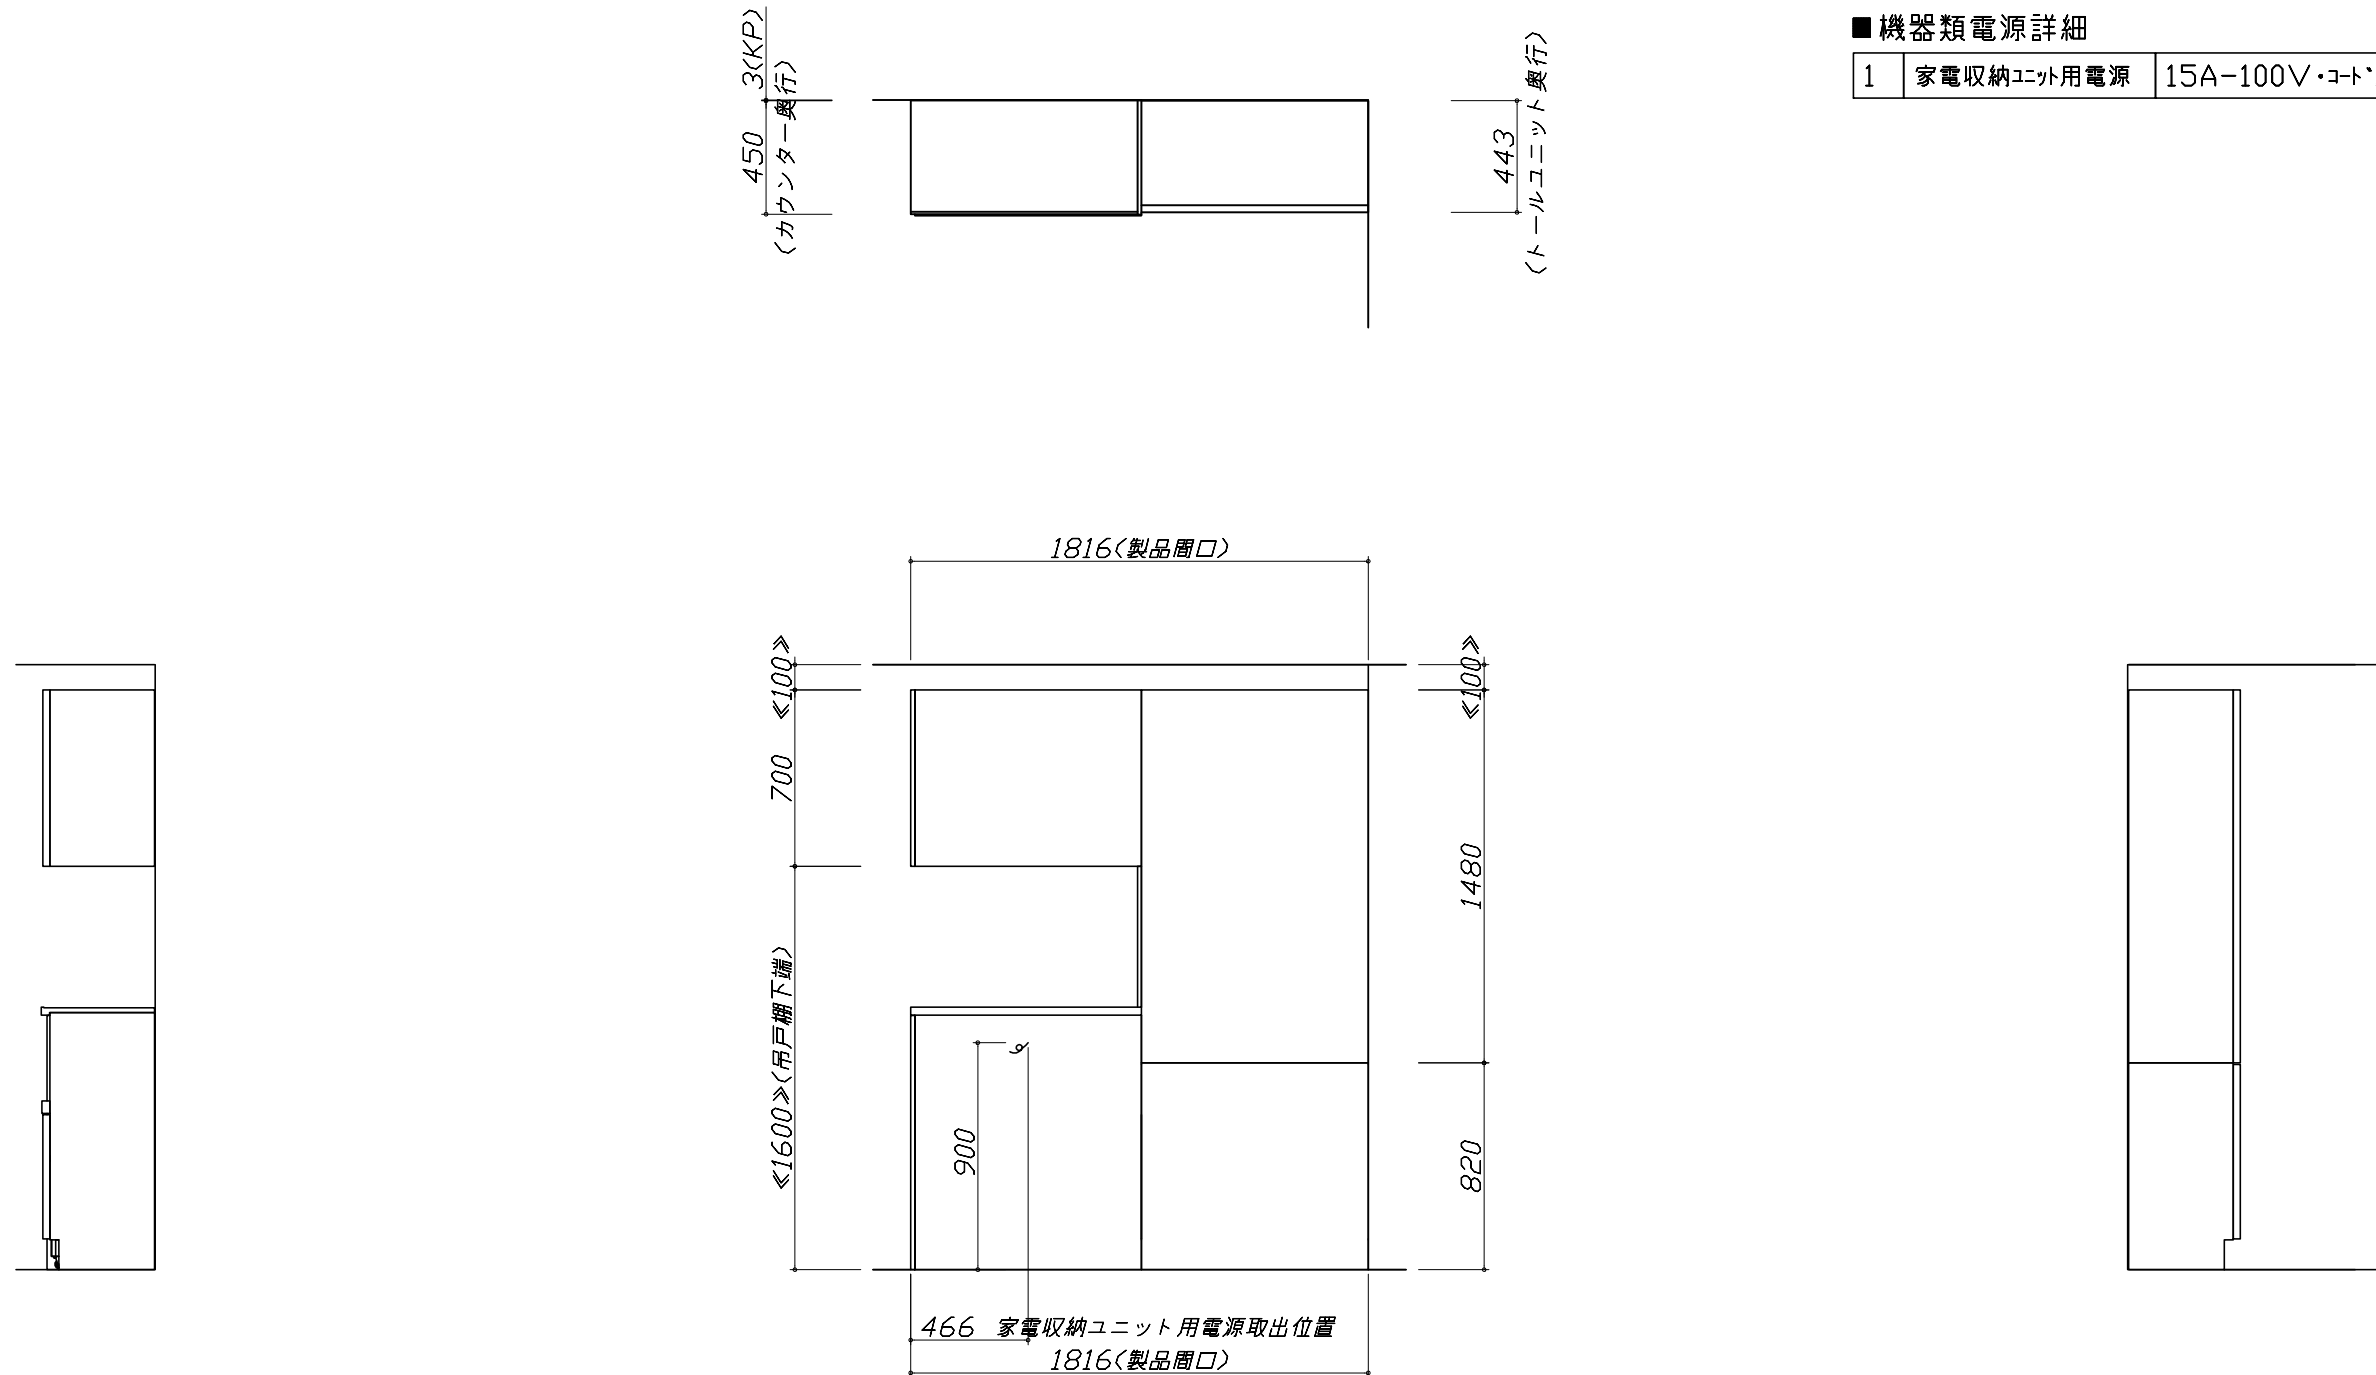 ■機器類電源詳細
1 家電収納ユニット用電源 15A-100V・コード
3(KP)
450
(カウンター奥行)
443
(トールユニット奥行)
1816(製品間口)
≪100≫
700
≪1600≫(吊戸棚下端)
≪100≫
1480
820
900
466 家電収納ユニット用電源取出位置
1816(製品間口)